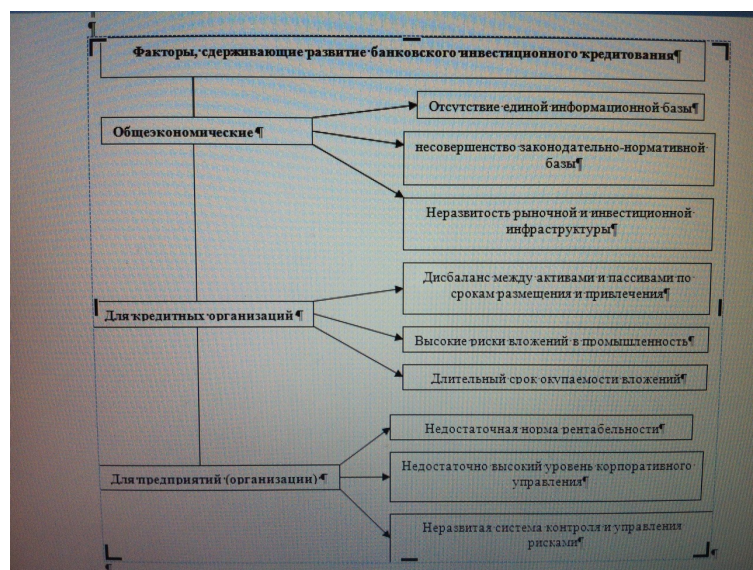 Факторы, сдерживающие развитие банковского инвестиционного кредитования¶
Общеэкономические¶
Отсутствие единой информационной базы¶
несовершенство законодательно-нормативной
базы¶
Неразвитость рыночной и инвестиционной
инфраструктуры¶
Для кредитных организаций¶
Дисбаланс между активами и пассивами по
срокам размещения и привлечения¶
Высокие риски вложений в промышленность¶
Длительный срок окупаемости вложений¶
Для предприятий (организации)¶
Недостаточная норма рентабельности¶
Недостаточно высокий уровень корпоративного
управления¶
Неразвитая система контроля и управления
рисками¶